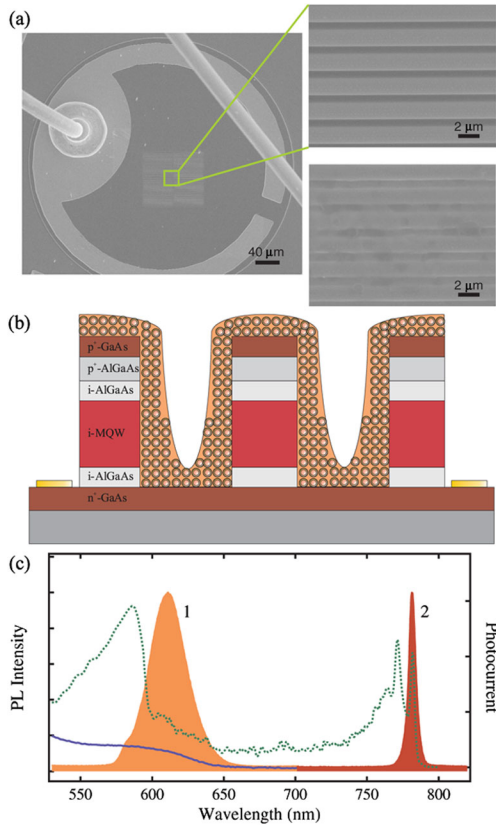 (a)
2 μm
40 μm
2 μm
(b)
p+-GaAs
p+-AlGaAs
i-AlGaAs
i-MQW
i-AlGaAs
n+-GaAs
(c)
1
2
PL Intensity
Photocurrent
550
600
650
700
750
800
Wavelength (nm)